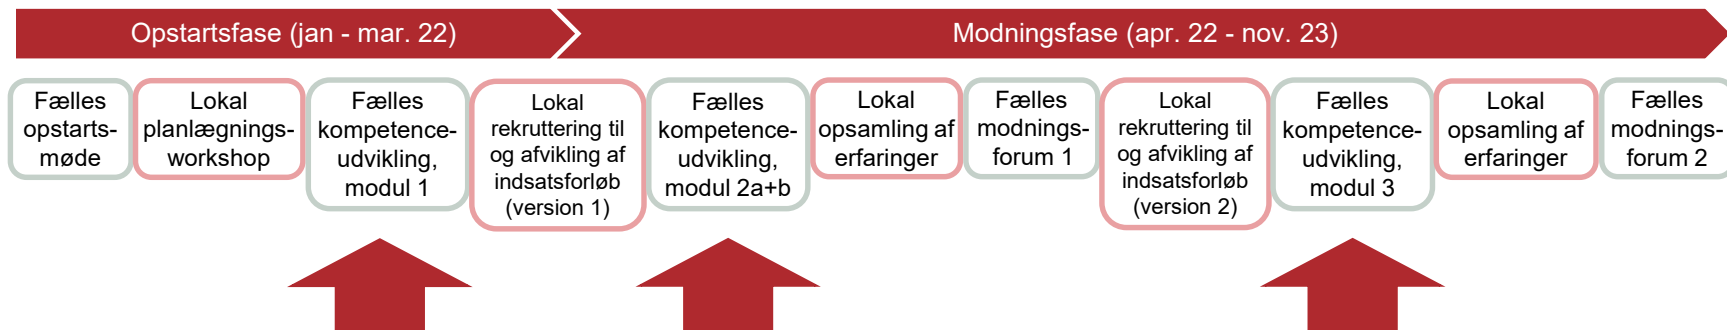 Opstartsfase (jan - mar. 22)
Modningsfase (apr. 22 - nov. 23)
Fælles
opstarts-
møde
Lokal
planlægnings-
workshop
Fælles
kompetence-
udvikling,
modul 1
Lokal
rekruttering til
og afvikling af
indsatsforløb
(version 1)
Fælles
kompetence-
udvikling,
modul 2a+b
Lokal
opsamling af
erfaringer
Fælles
modnings-
forum 1
Lokal
rekruttering til
og afvikling af
indsatsforløb
(version 2)
Fælles
kompetence-
udvikling,
modul 3
Lokal
opsamling af
erfaringer
Fælles
modnings-
forum 2